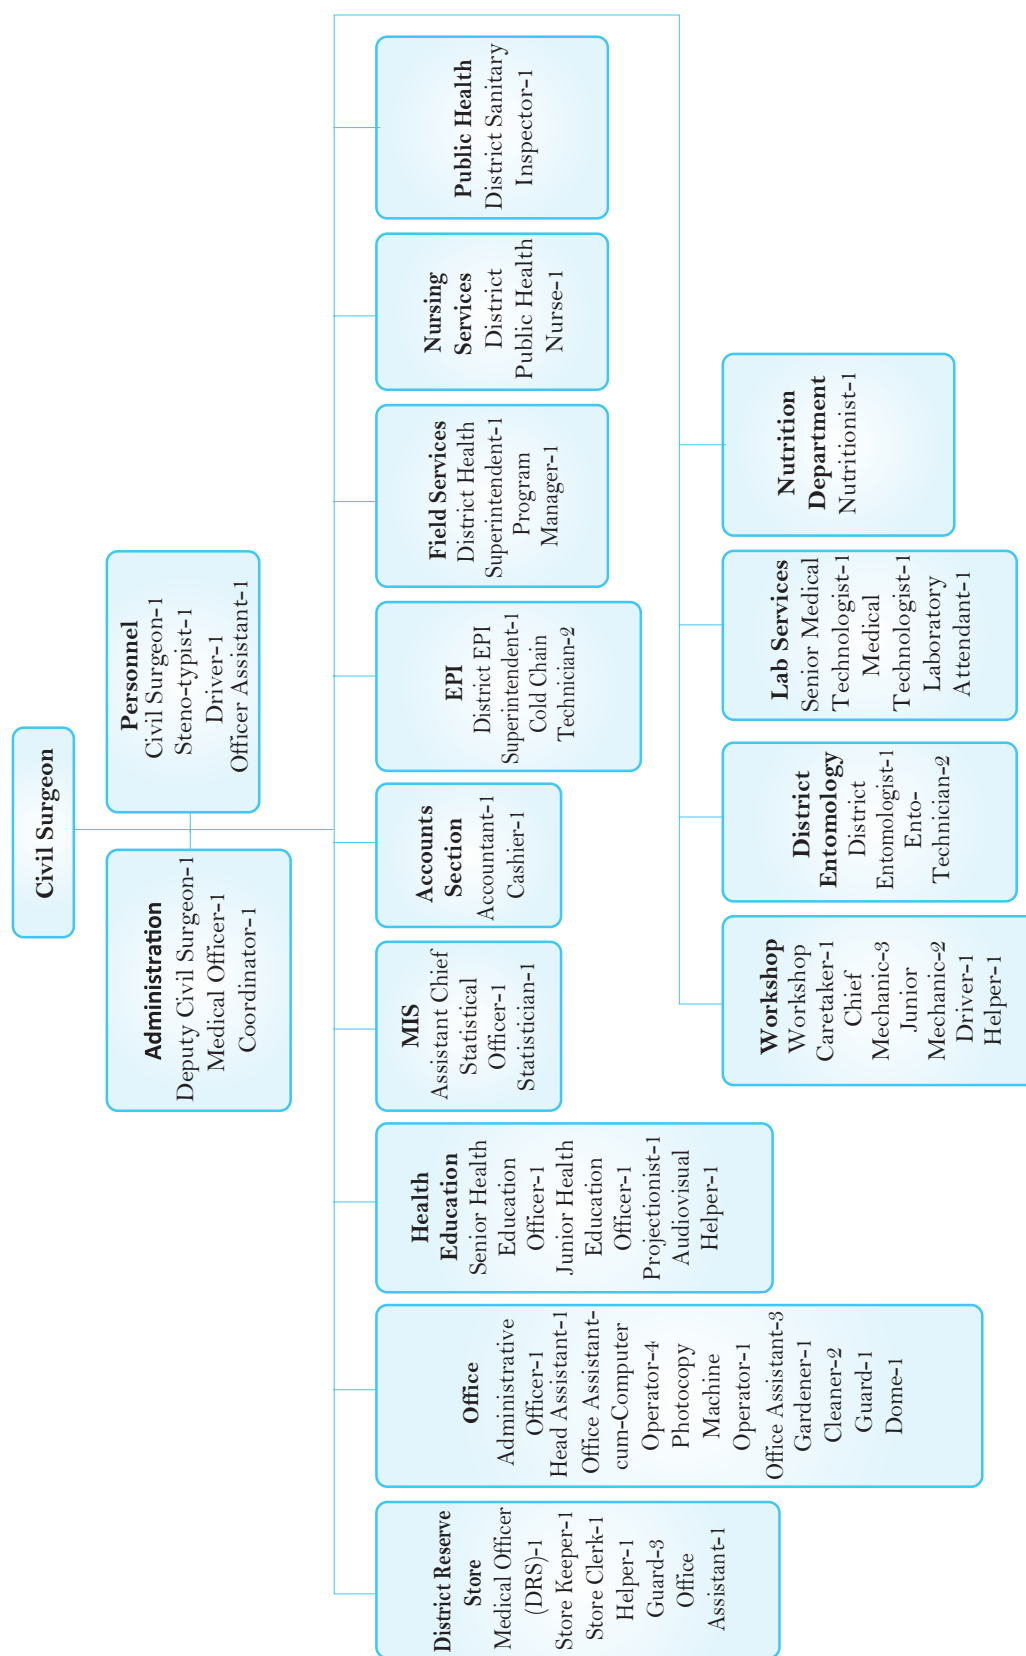 Civil Surgeon
Administration
Deputy Civil Surgeon-1
Medical Officer-1
Coordinator-1
Personnel
Civil Surgeon-1
Steno-typist-1
Driver-1
Officer Assistant-1
District Reserve
Store
Medical Officer
(DRS)-1
Store Keeper-1
Store Clerk-1
Helper-1
Guard-3
Office
Assistant-1
Office
Administrative
Officer-1
Head Assistant-1
Office Assistant-
cum-Computer
Operator-4
Photocopy
Machine
Operator-1
Office Assistant-3
Gardener-1
Cleaner-2
Guard-1
Dome-1
Health
Education
Senior Health
Education
Officer-1
Junior Health
Education
Officer-1
Projectionist-1
Audiovisual
Helper-1
MIS
Assistant Chief
Statistical
Officer-1
Statistician-1
Accounts
Section
Accountant-1
Cashier-1
EPI
District EPI
Superintendent-1
Cold Chain
Technician-2
Field Services
District Health
Superintendent-1
Program
Manager-1
Nursing
Services
District
Public Health
Nurse-1
Public Health
District Sanitary
Inspector-1
Workshop
Workshop
Caretaker-1
Chief
Mechanic-3
Junior
Mechanic-2
Driver-1
Helper-1
District
Entomology
District
Entomologist-1
Ento-
Technician-2
Lab Services
Senior Medical
Technologist-1
Medical
Technologist-1
Laboratory
Attendant-1
Nutrition
Department
Nutritionist-1